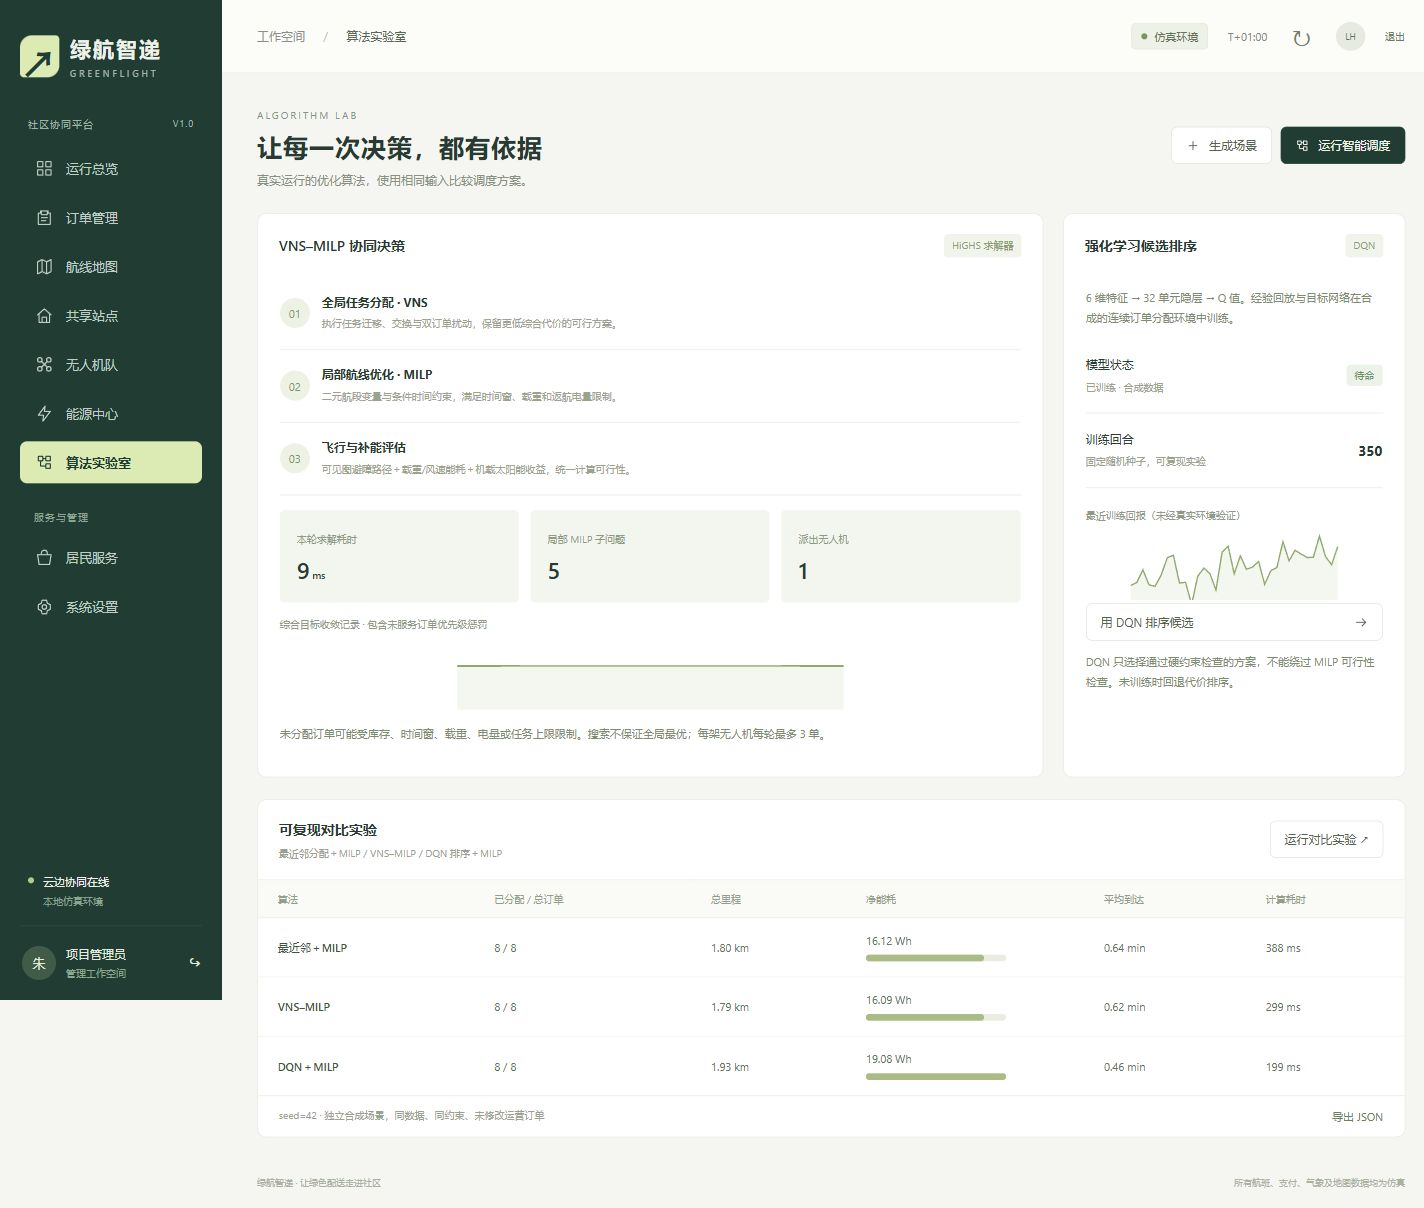 绿航智递
GREENFLIGHT
社区协同平台 V1.0
运行总览
订单管理
航线地图
共享站点
无人机队
能源中心
算法实验室
服务与管理
居民服务
系统设置
云边协同在线
本地仿真环境
朱
项目管理员
管理工作空间
工作空间 / 算法实验室
仿真环境 T+01:00 LH 退出
ALGORITHM LAB
让每一次决策，都有依据
真实运行的优化算法，使用相同输入比较调度方案。
生成场景
运行智能调度
VNS–MILP 协同决策
HiGHS 求解器
01
全局任务分配 · VNS
执行任务迁移、交换与双订单扰动，保留更低综合代价的可行方案。
02
局部航线优化 · MILP
二元航段变量与条件时间约束，满足时间窗、载重和返航电量限制。
03
飞行与补能评估
可见图避障路径 + 载重/风速能耗 + 机载太阳能收益，统一计算可行性。
本轮求解耗时
9 ms
局部 MILP 子问题
5
派出无人机
1
综合目标收敛记录 · 包含未服务订单优先级惩罚
未分配订单可能受库存、时间窗、载重、电量或任务上限限制。搜索不保证全局最优；每架无人机每轮最多 3 单。
强化学习候选排序
DQN
6 维特征 → 32 单元隐层 → Q 值。经验回放与目标网络在合
成的连续订单分配环境中训练。
模型状态
已训练 · 合成数据
待命
训练回合
固定随机种子，可复现实验
350
最近训练回报（未经真实环境验证）
用 DQN 排序候选 →
DQN 只选择通过硬约束检查的方案，不能绕过 MILP 可行性
检查。未训练时回退代价排序。
可复现对比实验
最近邻分配 + MILP / VNS–MILP / DQN 排序 + MILP
运行对比实验 ↗
算法 已分配 / 总订单 总里程 净能耗 平均到达 计算耗时
最近邻 + MILP 8 / 8 1.80 km 16.12 Wh 0.64 min 388 ms
VNS–MILP 8 / 8 1.79 km 16.09 Wh 0.62 min 299 ms
DQN + MILP 8 / 8 1.93 km 19.08 Wh 0.46 min 199 ms
seed=42 · 独立合成场景，同数据、同约束、未修改运营订单
导出 JSON
绿航智递 · 让绿色配送走进社区
所有航班、支付、气象及地图数据均为仿真